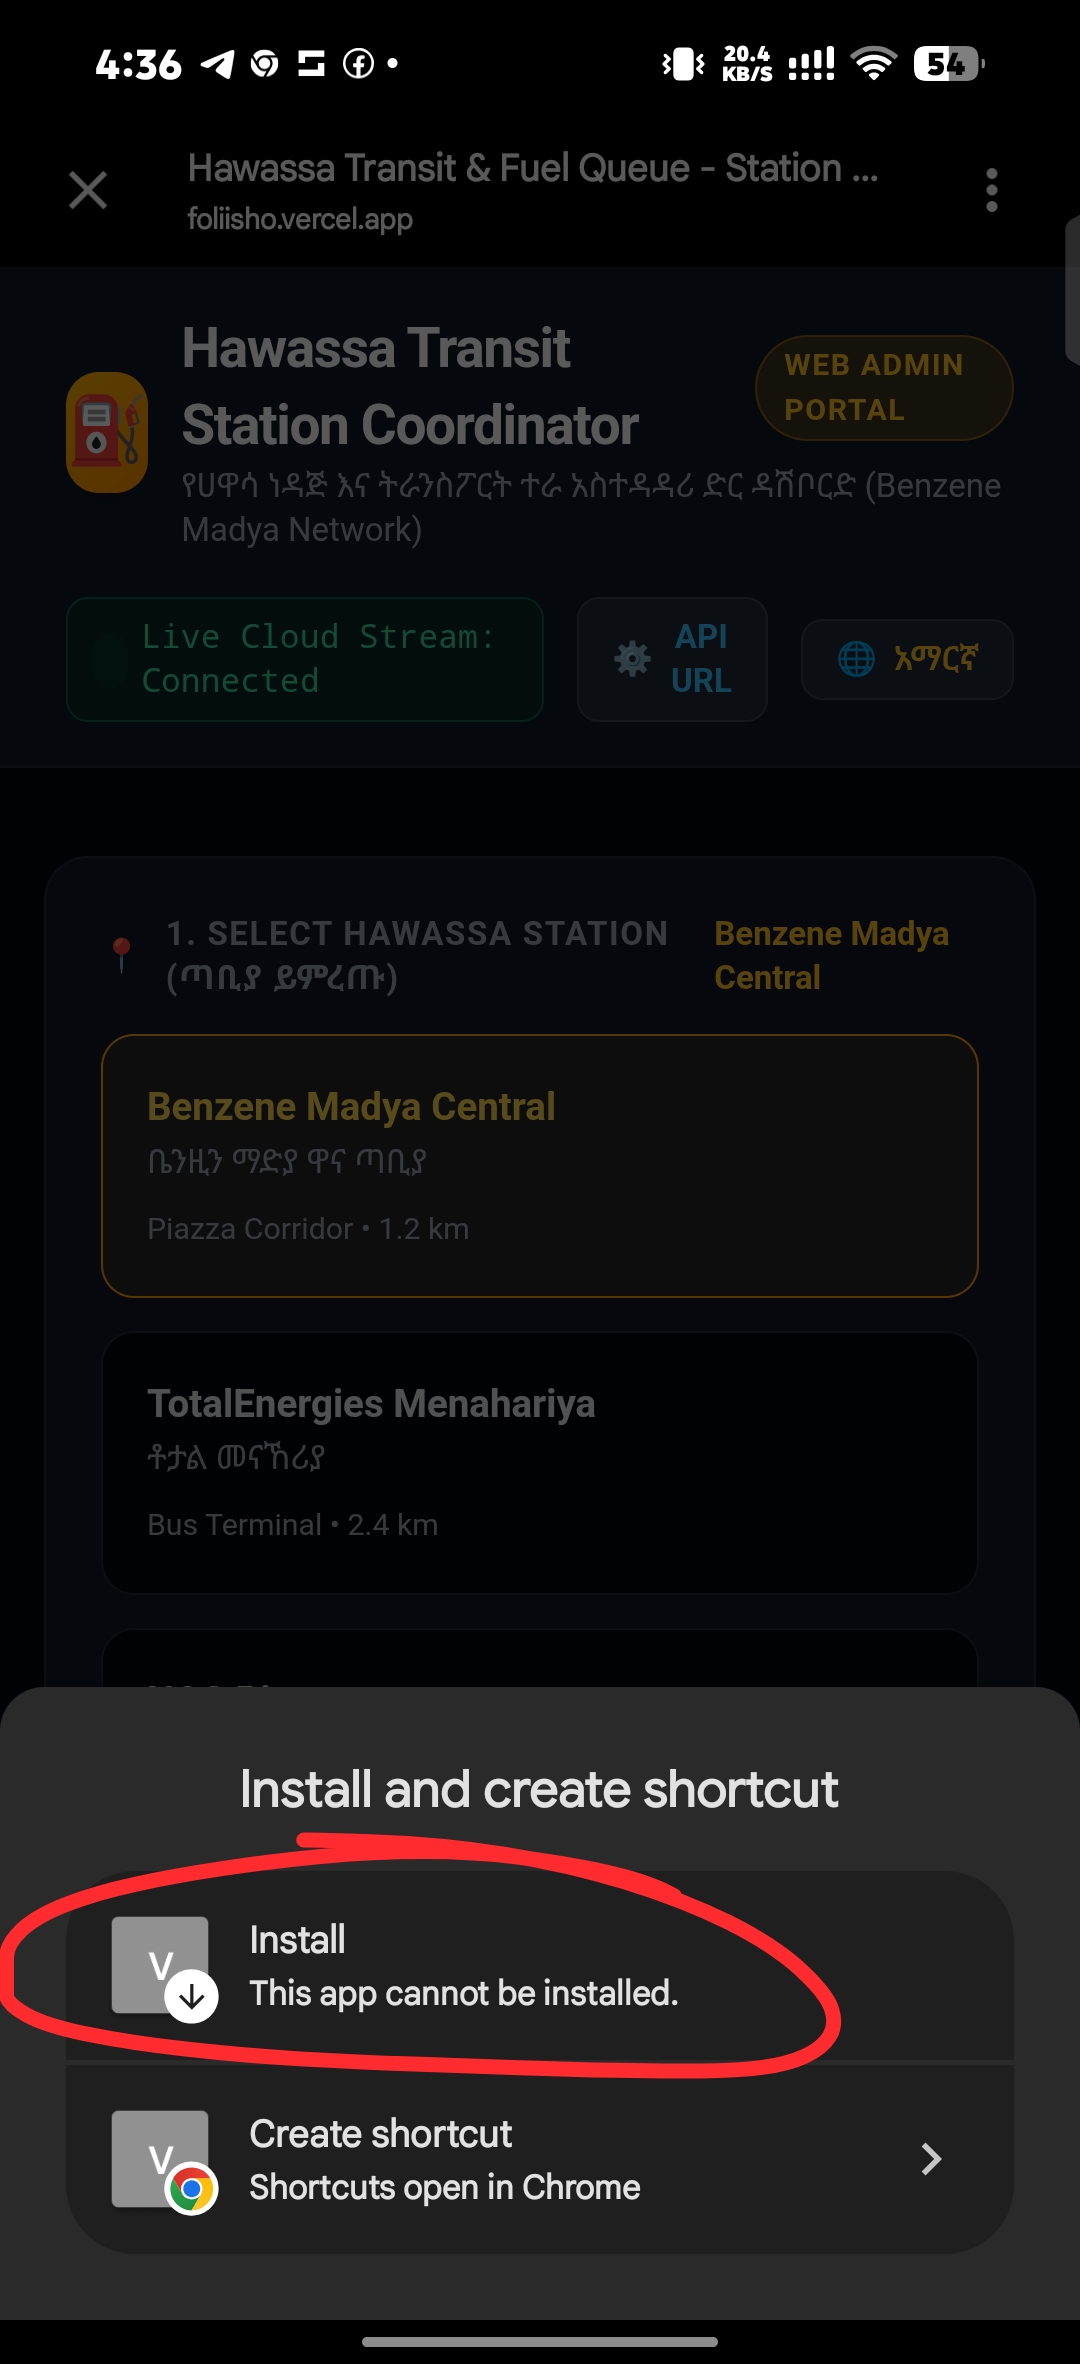 4:36
20.4
KB/S
54
Hawassa Transit & Fuel Queue - Station ...
foliisho.vercel.app
Hawassa Transit
Station Coordinator
WEB ADMIN
PORTAL
የሀዋሳ ነዳጅ እና ትራንስፖርት ተራ አስተዳዳሪ ድር ዳሽቦርድ (Benzene
Madya Network)
Live Cloud Stream:
Connected
API
URL
አማርኛ
1. SELECT HAWASSA STATION
(ጣቢያ ይምረጡ)
Benzene Madya
Central
Benzene Madya Central
ቤንዚን ማድያ ዋና ጣቢያ
Piazza Corridor • 1.2 km
TotalEnergies Menahariya
ቶታል መናኸሪያ
Bus Terminal • 2.4 km
Install and create shortcut
V
Install
This app cannot be installed.
V
Create shortcut
Shortcuts open in Chrome